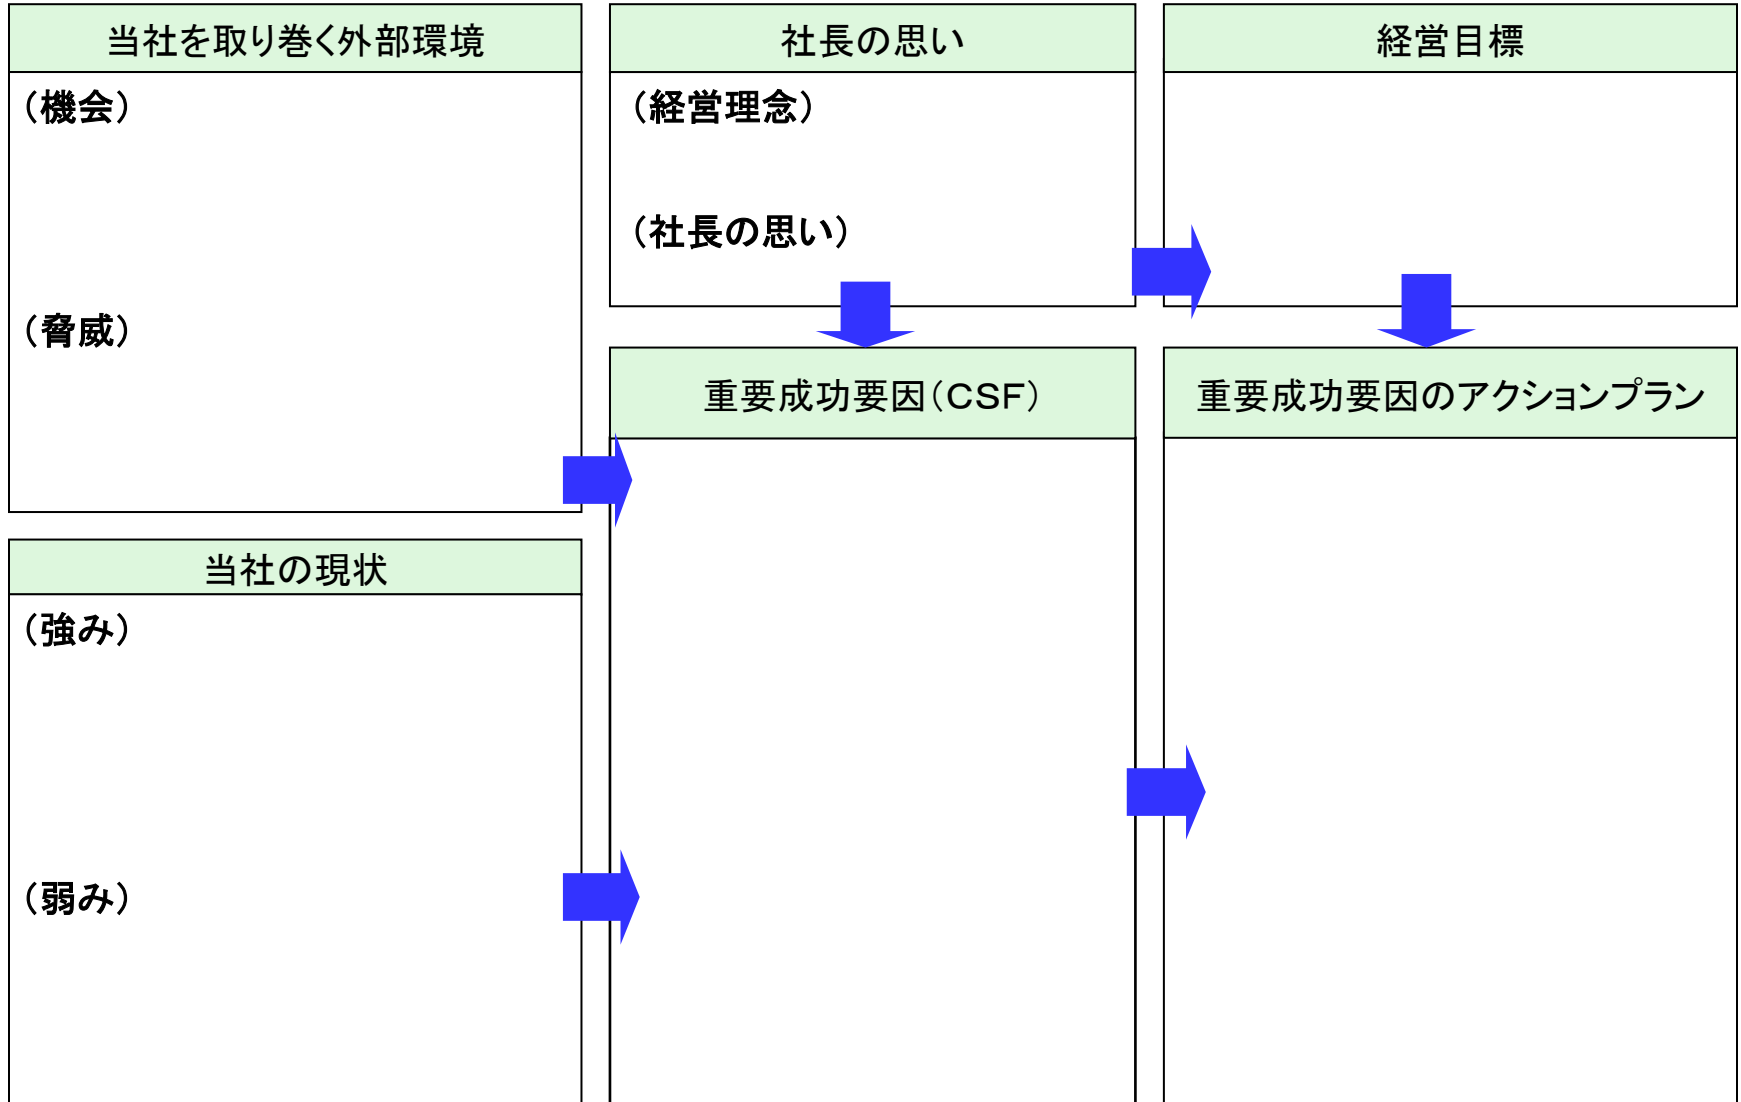 当社を取り巻く外部環境
（機会）
（脅威）
当社の現状
（強み）
（弱み）
社長の思い
（経営理念）
（社長の思い）
重要成功要因（CSF）
経営目標
重要成功要因のアクションプラン